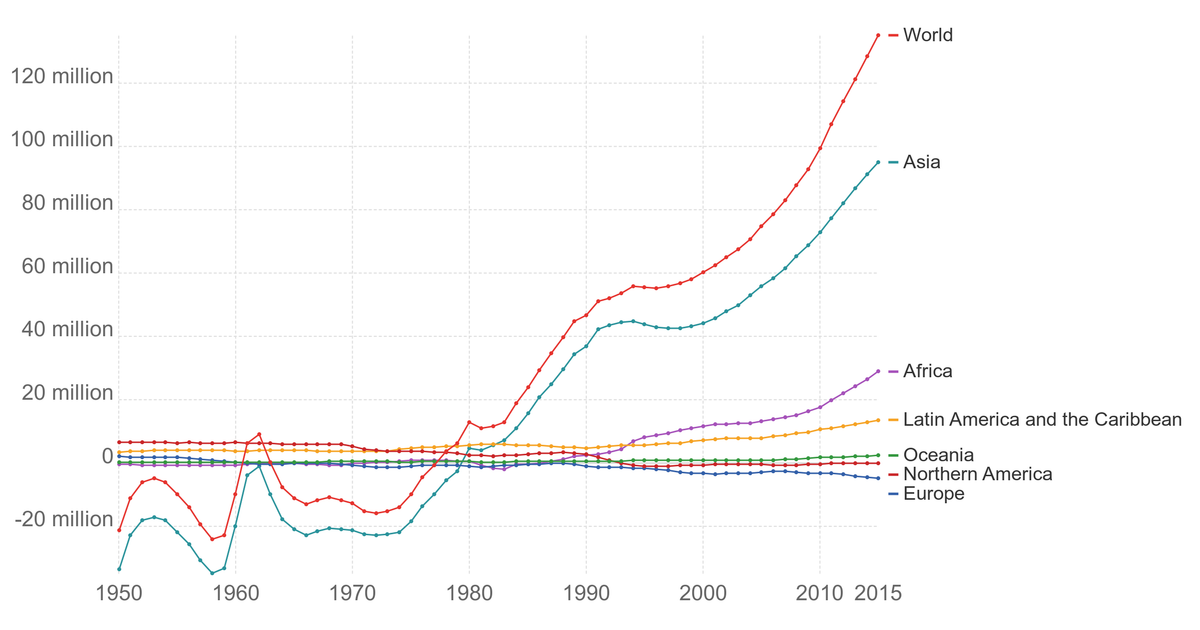 World
120 million
100 million
Asia
80 million
60 million
40 million
20 million
Africa
Latin America and the Caribbean
0
Oceania
Northern America
Europe
-20 million
1950 1960 1970 1980 1990 2000 2010 2015